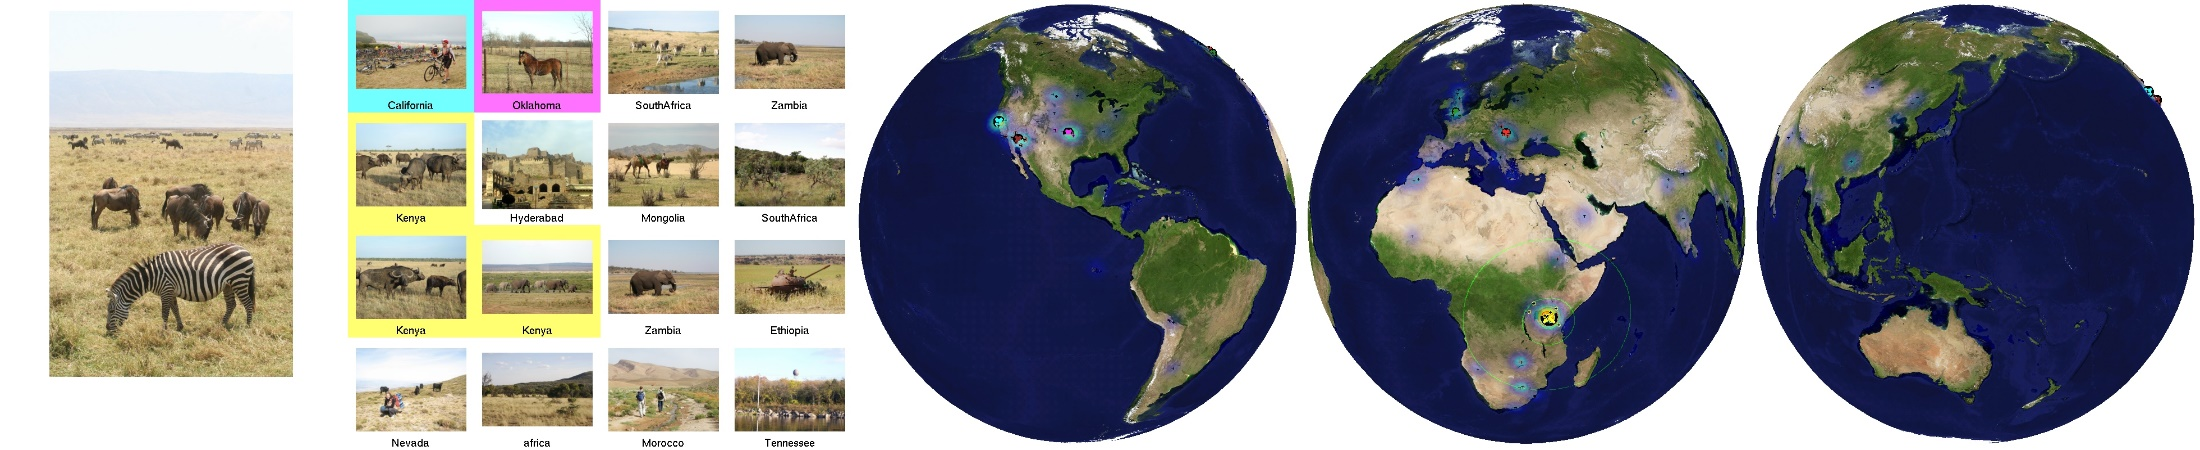 California Oklahoma SouthAfrica Zambia
Kenya Hyderabad Mongolia SouthAfrica
Kenya Kenya Zambia Ethiopia
Nevada africa Morocco Tennessee